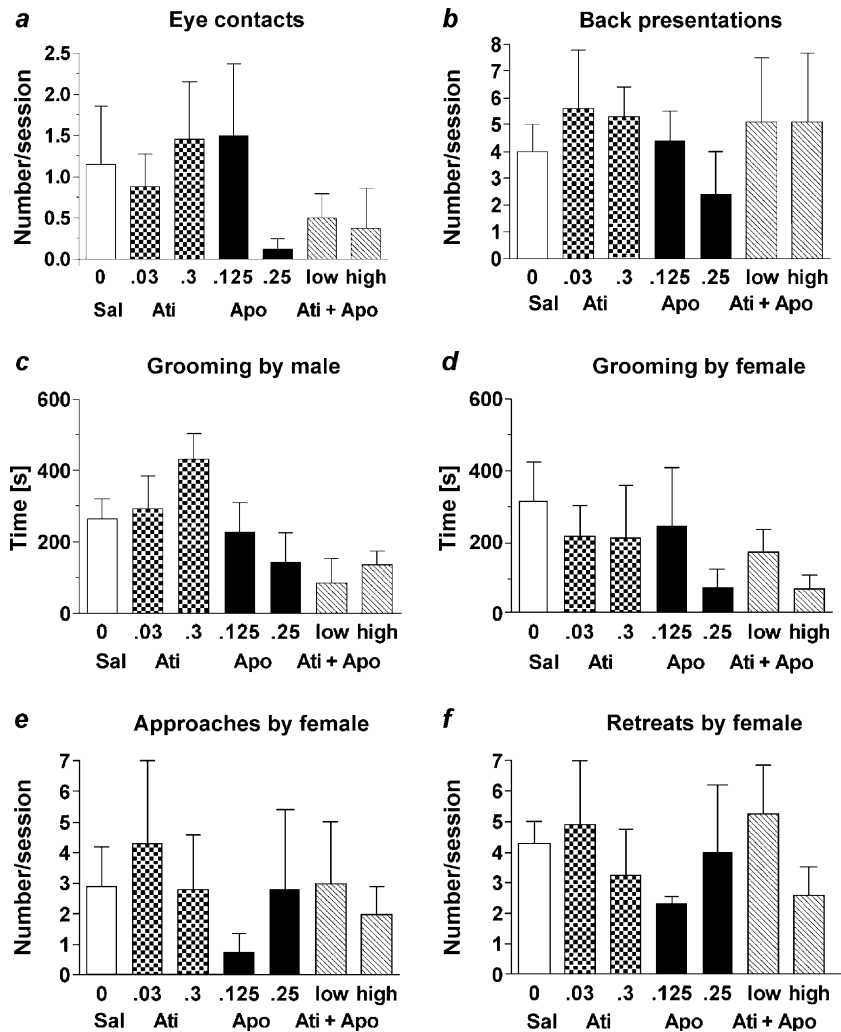 a Eye contacts
Number/session
2.5
2.0
1.5
1.0
0.5
0.0
0 .03 .3 .125 .25 low high
Sal Ati Apo Ati + Apo
b Back presentations
Number/session
8
7
6
5
4
3
2
1
0
0 .03 .3 .125 .25 low high
Sal Ati Apo Ati + Apo
c Grooming by male
Time [s]
600
400
200
0
0 .03 .3 .125 .25 low high
Sal Ati Apo Ati + Apo
d Grooming by female
Time [s]
600
400
200
0
0 .03 .3 .125 .25 low high
Sal Ati Apo Ati + Apo
e Approaches by female
Number/session
7
6
5
4
3
2
1
0
0 .03 .3 .125 .25 low high
Sal Ati Apo Ati + Apo
f Retreats by female
Number/session
7
6
5
4
3
2
1
0
0 .03 .3 .125 .25 low high
Sal Ati Apo Ati + Apo